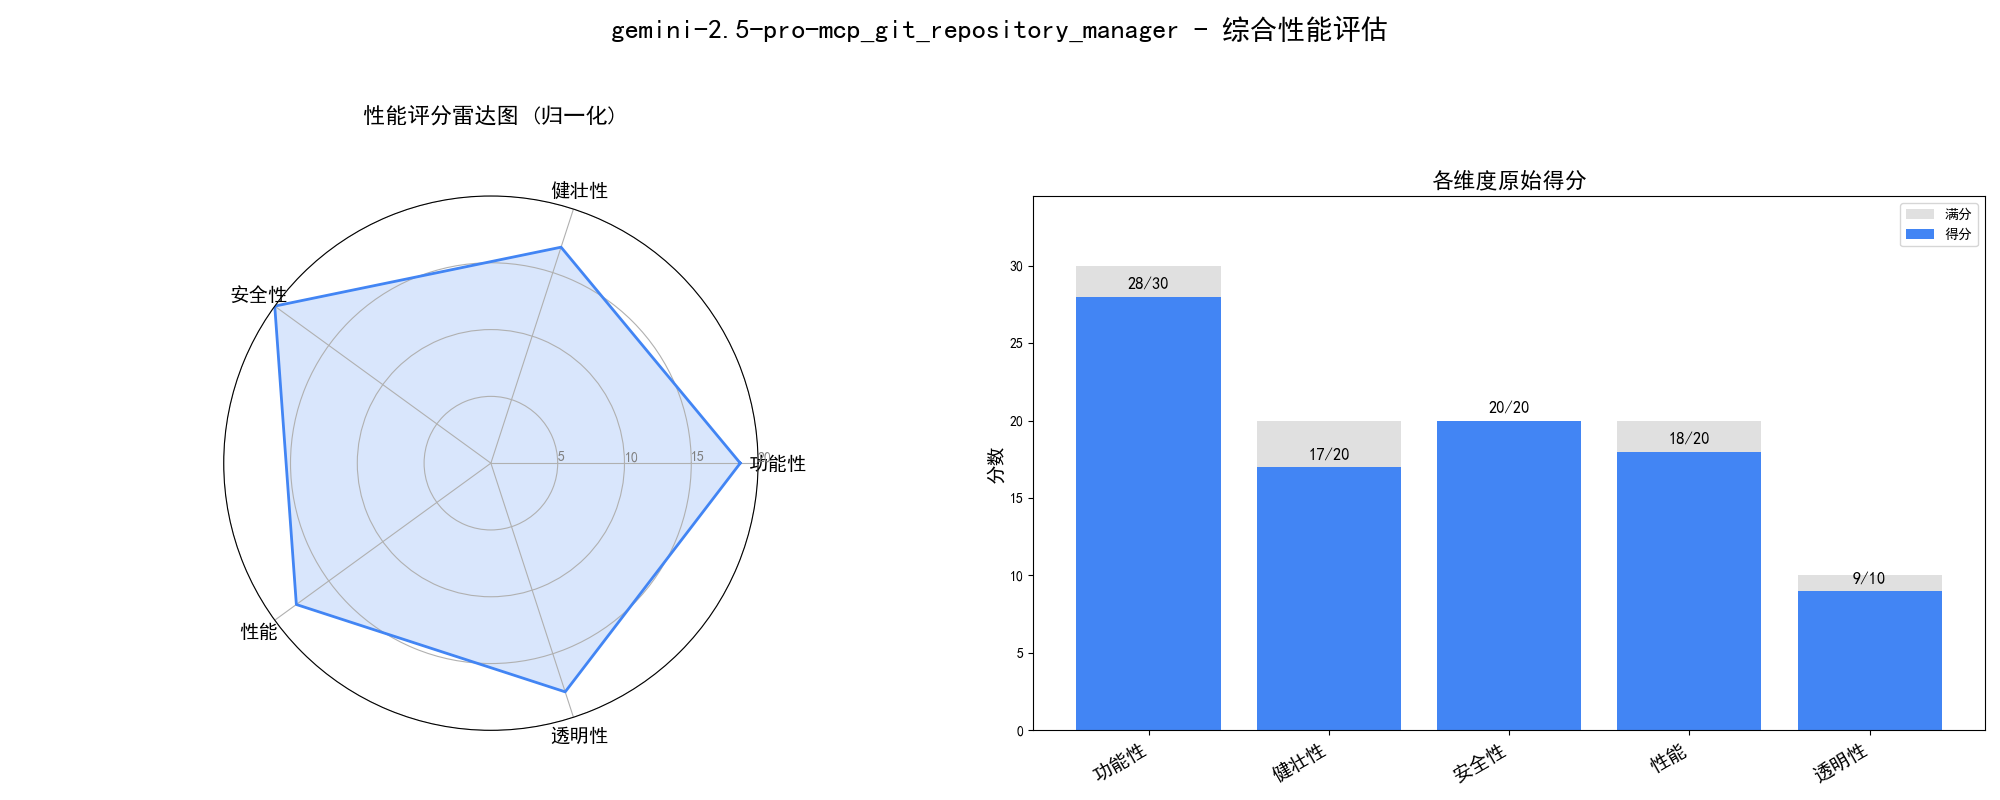 gemini-2.5-pro-mcp_git_repository_manager - 综合性能评估
性能评分雷达图 (归一化)
健壮性
安全性
功能性
5
10
15
20
性能
透明性
各维度原始得分
满分
得分
分数
30
25
20
15
10
5
0
28/30
17/20
20/20
18/20
9/10
功能性
健壮性
安全性
性能
透明性